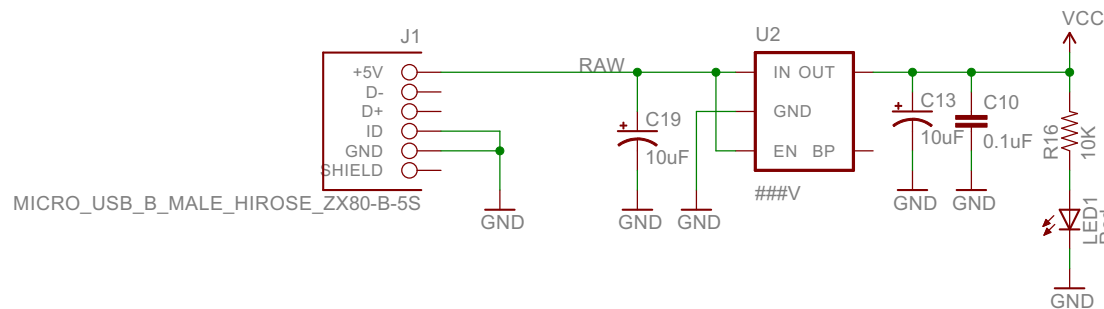 J1
+5V
D-
D+
ID
GND
SHIELD
MICRO_USB_B_MALE_HIROSE_ZX80-B-5S
GND
RAW
+
C19
10uF
GND
GND
U2
IN OUT
GND
EN BP
###V
+
C13
10uF
GND
C10
0.1uF
GND
VCC
R16
10K
LED1
GND